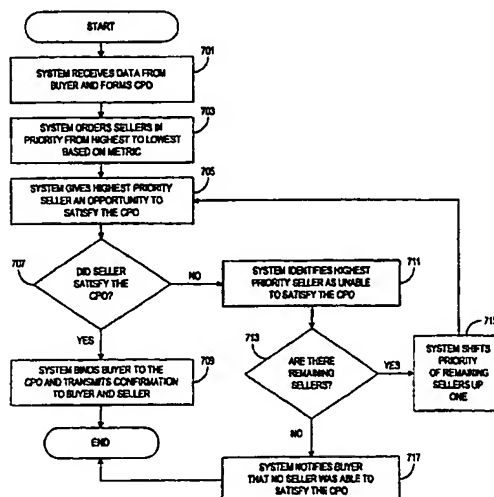 START
701
SYSTEM RECEIVES DATA FROM
BUYER AND FORMS CPO
703
SYSTEM ORDERS SELLERS IN
PRIORITY FROM HIGHEST TO LOWEST
BASED ON METRIC
705
SYSTEM GIVES HIGHEST PRIORITY
SELLER AN OPPORTUNITY TO
SATISFY THE CPO
707
DID SELLER
SATISFY THE
CPO?
NO
YES
711
SYSTEM IDENTIFIES HIGHEST
PRIORITY SELLER AS UNABLE
TO SATISFY THE CPO
713
ARE THERE
REMAINING
SELLERS?
YES
NO
715
SYSTEM SHIFTS
PRIORITY
OF REMAINING
SELLERS UP
ONE
709
SYSTEM BINDS BUYER TO THE
CPO AND TRANSMITS CONFIRMATION
TO BUYER AND SELLER
END
717
SYSTEM NOTIFIES BUYER
THAT NO SELLER WAS ABLE TO
SATISFY THE CPO